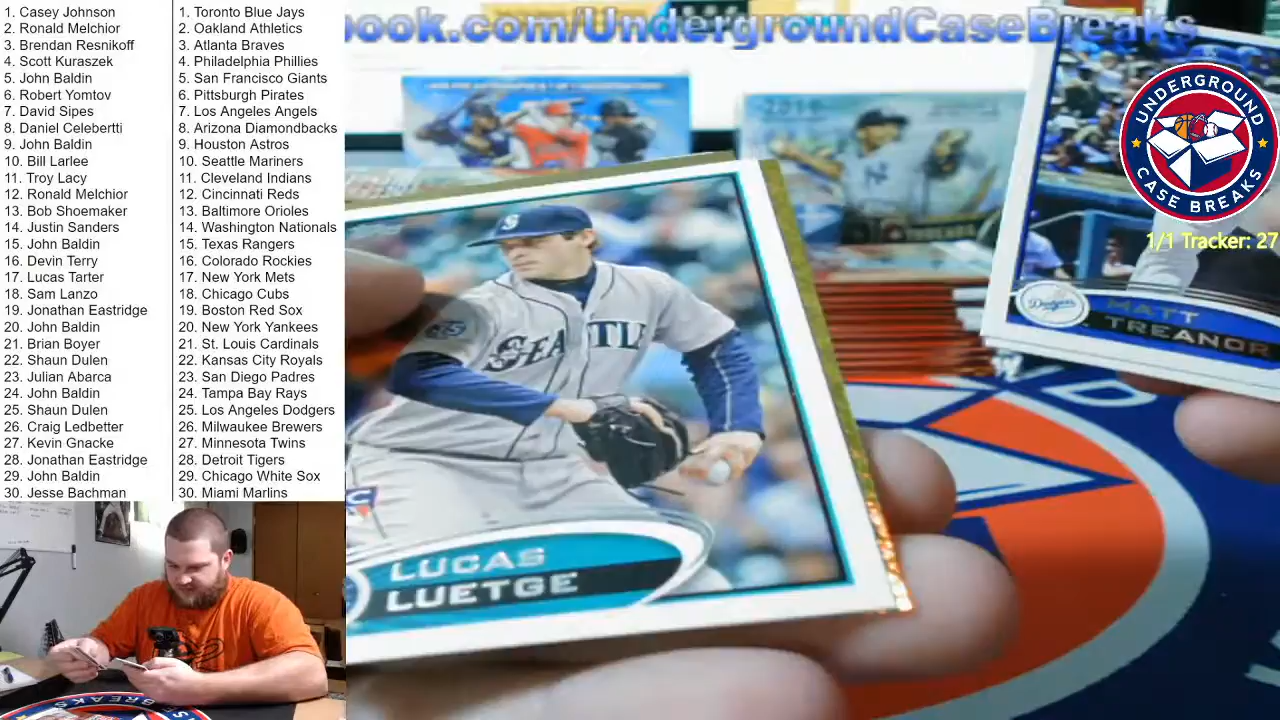 1. Casey Johnson
2. Ronald Melchior
3. Brendan Resnikoff
4. Scott Kuraszek
5. John Baldin
6. Robert Yomtov
7. David Sipes
8. Daniel Celebertti
9. John Baldin
10. Bill Larlee
11. Troy Lacy
12. Ronald Melchior
13. Bob Shoemaker
14. Justin Sanders
15. John Baldin
16. Devin Terry
17. Lucas Tarter
18. Sam Lanzo
19. Jonathan Eastridge
20. John Baldin
21. Brian Boyer
22. Shaun Dulen
23. Julian Abarca
24. John Baldin
25. Shaun Dulen
26. Craig Ledbetter
27. Kevin Gnacke
28. Jonathan Eastridge
29. John Baldin
30. Jesse Bachman
1. Toronto Blue Jays
2. Oakland Athletics
3. Atlanta Braves
4. Pittsburgh Phillies
5. San Francisco Giants
6. Pittsburgh Pirates
7. Los Angeles Angels
8. Arizona Diamondbacks
9. Houston Astros
10. Seattle Mariners
11. Cleveland Indians
12. Cincinnati Reds
13. Baltimore Orioles
14. Washington Nationals
15. Texas Rangers
16. Colorado Rockies
17. New York Mets
18. Chicago Cubs
19. Boston Red Sox
20. New York Yankees
21. St. Louis Cardinals
22. Kansas City Royals
23. San Diego Padres
24. Tampa Bay Rays
25. Los Angeles Dodgers
26. Milwaukee Brewers
27. Minnesota Twins
28. Detroit Tigers
29. Chicago White Sox
30. Miami Marlins
ook.com/UndergroundCaseBreaks
UNDERGROUND
CASE BREAKS
1/1 Tracker: 27
Dodgers
MATT
TREANOR
SEATTLE
LUCAS
LUETGE
BREAKS